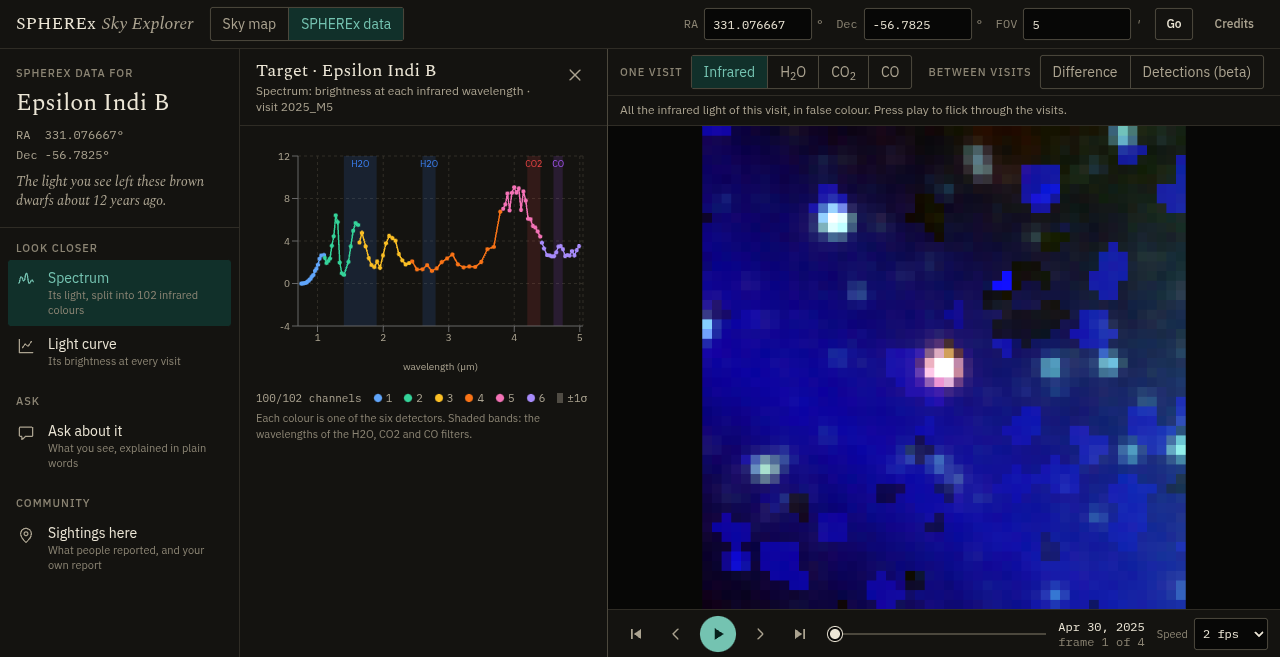 SPHEREx Sky Explorer
Sky map
SPHEREx data
RA 331.076667 °
Dec -56.7825 °
FOV 5 ′
Go
Credits
SPHEREX DATA FOR
Epsilon Indi B
RA 331.076667°
Dec -56.7825°
The light you see left these brown
dwarfs about 12 years ago.
LOOK CLOSER
Spectrum
Its light, split into 102 infrared
colours
Light curve
Its brightness at every visit
ASK
Ask about it
What you see, explained in plain
words
COMMUNITY
Sightings here
What people reported, and your
own report
Target · Epsilon Indi B
Spectrum: brightness at each infrared wavelength ·
visit 2025_M5
12
8
4
0
-4
H2O
H2O
CO2
CO
1 2 3 4 5
wavelength (μm)
100/102 channels 1 2 3 4 5 6 ±1σ
Each colour is one of the six detectors. Shaded bands: the
wavelengths of the H2O, CO2 and CO filters.
ONE VISIT
Infrared
H₂O
CO₂
CO
BETWEEN VISITS
Difference
Detections (beta)
All the infrared light of this visit, in false colour. Press play to flick through the visits.
Apr 30, 2025
frame 1 of 4
Speed
2 fps